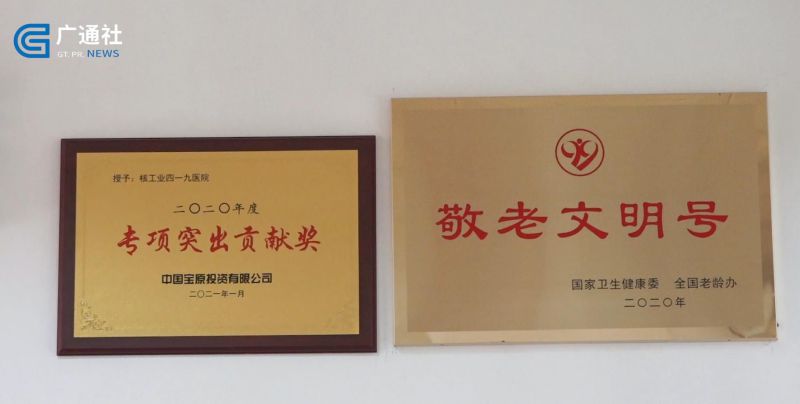 广通社
GT. PR. NEWS
授予：核工业四一九医院
二〇二〇年度
专项突出贡献奖
中国宝原投资有限公司
二〇二一年一月
敬老文明号
国家卫生健康委 全国老龄办
二〇二〇年